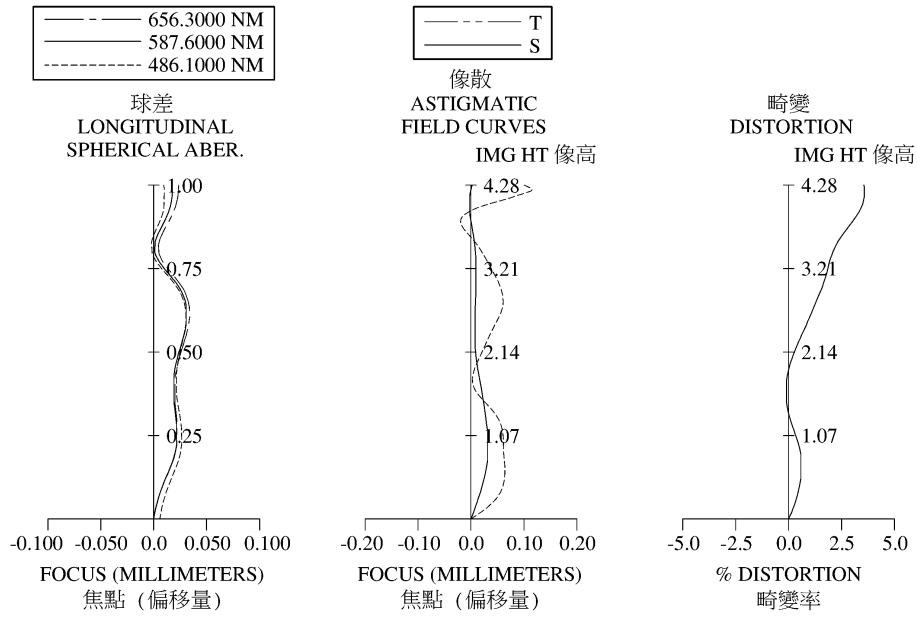 656.3000 NM
587.6000 NM
486.1000 NM
球差
LONGITUDINAL
SPHERICAL ABER.
1.00
0.75
0.50
0.25
-0.100 -0.050 0.0 0.050 0.100
FOCUS (MILLIMETERS)
焦點 (偏移量)
T
S
像散
ASTIGMATIC
FIELD CURVES
IMG HT 像高
4.28
3.21
2.14
1.07
-0.20 -0.10 0.0 0.10 0.20
FOCUS (MILLIMETERS)
焦點 (偏移量)
畸變
DISTORTION
IMG HT 像高
4.28
3.21
2.14
1.07
-5.0 -2.5 0.0 2.5 5.0
% DISTORTION
畸變率